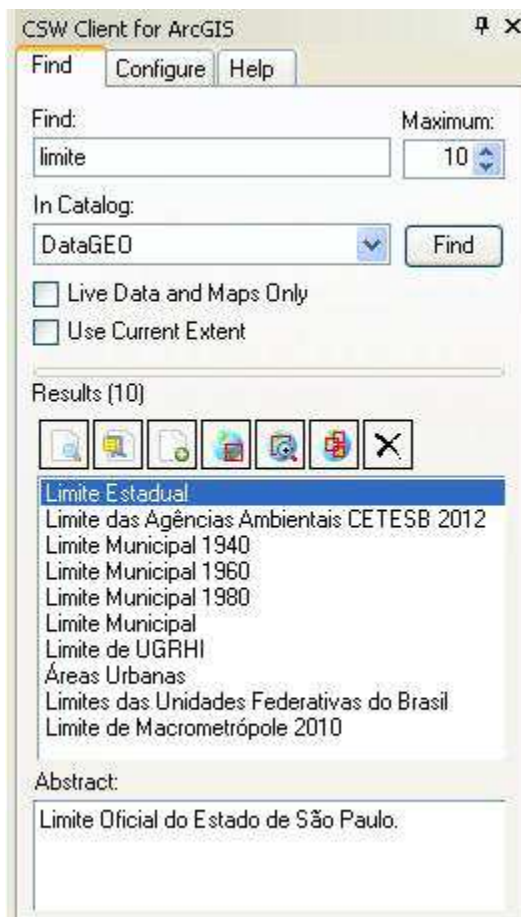 CSW Client for ArcGIS
Find Configure Help
Find: Maximum:
limite 10
In Catalog:
DataGEO Find
Live Data and Maps Only
Use Current Extent
Results (10)
Limite Estadual
Limite das Agências Ambientais CETESB 2012
Limite Municipal 1940
Limite Municipal 1960
Limite Municipal 1980
Limite Municipal
Limite de UGRHI
Áreas Urbanas
Limites das Unidades Federativas do Brasil
Limite de Macrometrópole 2010
Abstract:
Limite Oficial do Estado de São Paulo.